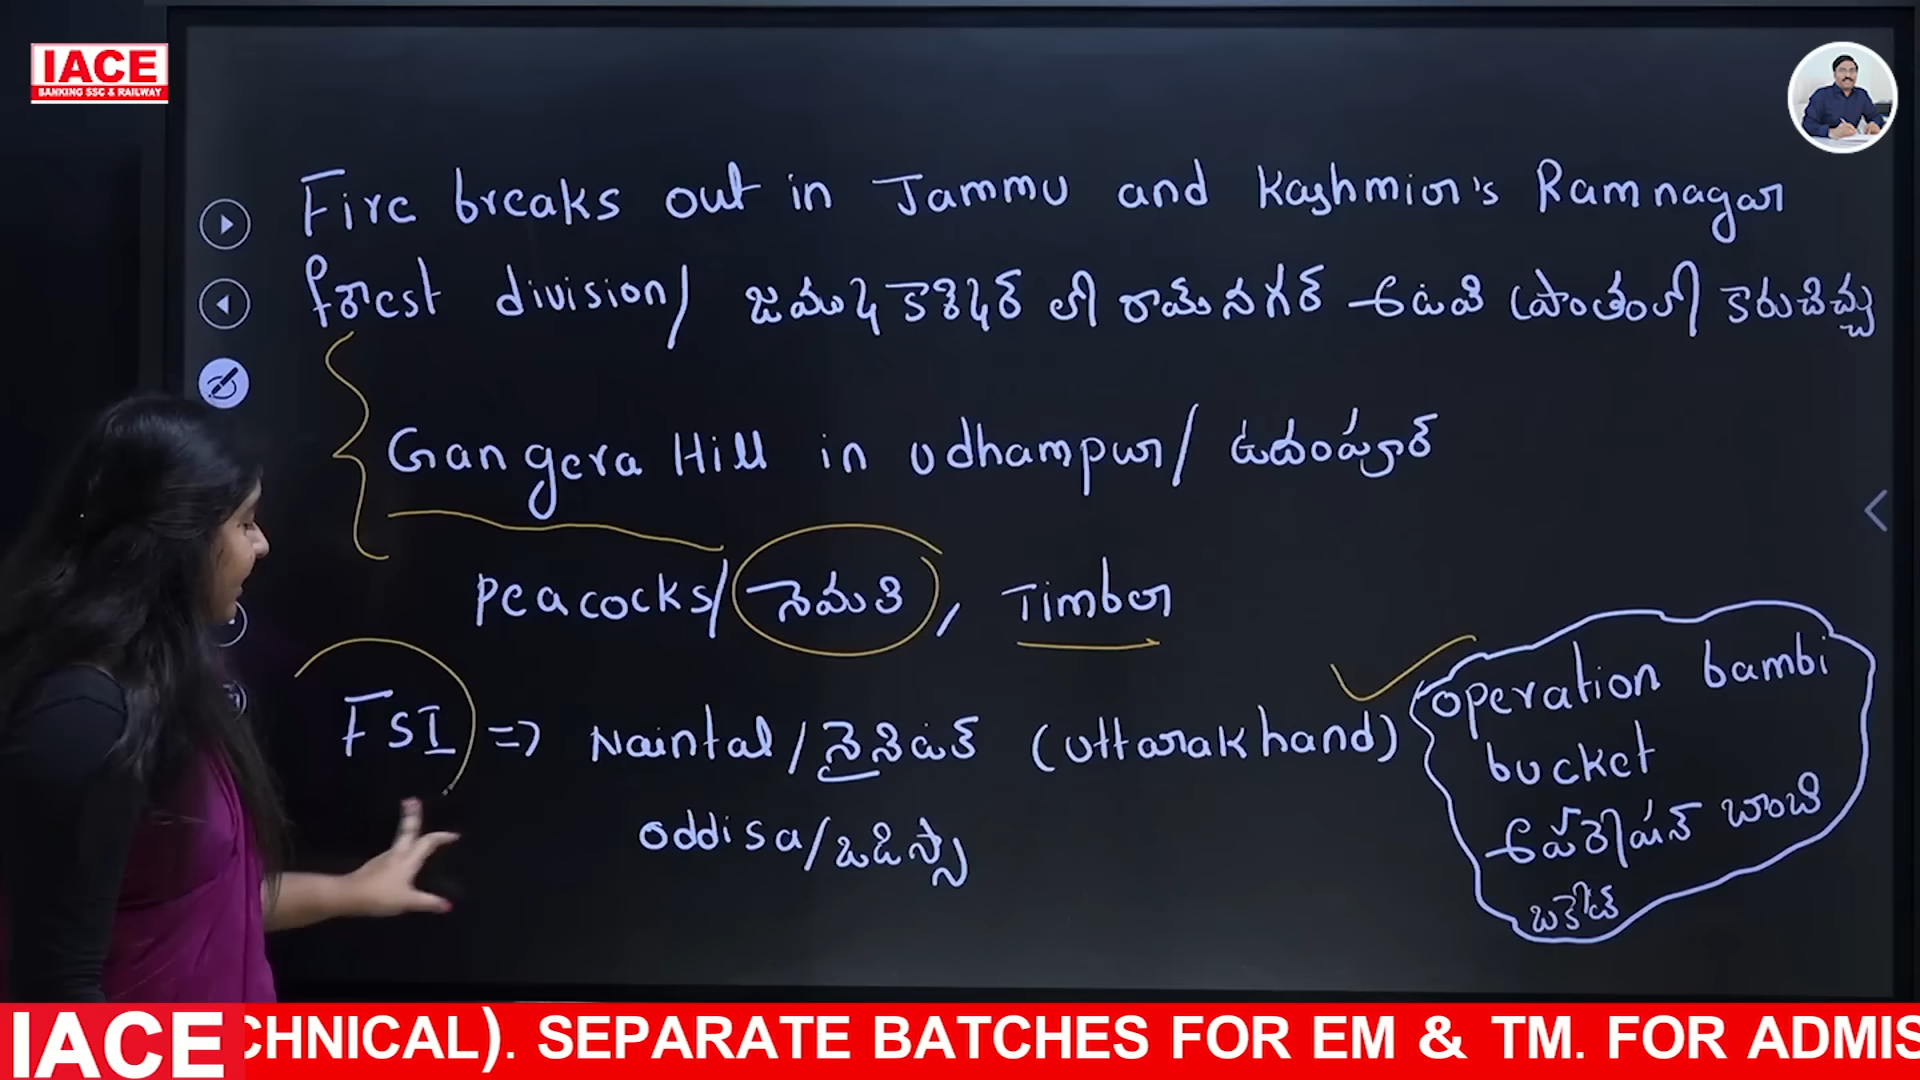 IACE
BANKING SSC & RAILWAY
Fire breaks out in Jammu and Kashmir's Ramnagar
forest division / జమ్ము & కాశ్మీర్ లో రామ్ నగర్ అడవి ప్రాంతంలో కారుచిచ్చు
Gangera Hill in Udhampur / ఉదంపూర్
Peacocks / నెమలి, Timber
FSI => Naintal / నైనిటాల్ (Uttarakhand)
Oddisa / ఒడిస్సా
operation bambi
bucket
ఆపరేషన్ బాంబి
బకెట్
IACE CHNICAL). SEPARATE BATCHES FOR EM & TM. FOR ADMIS